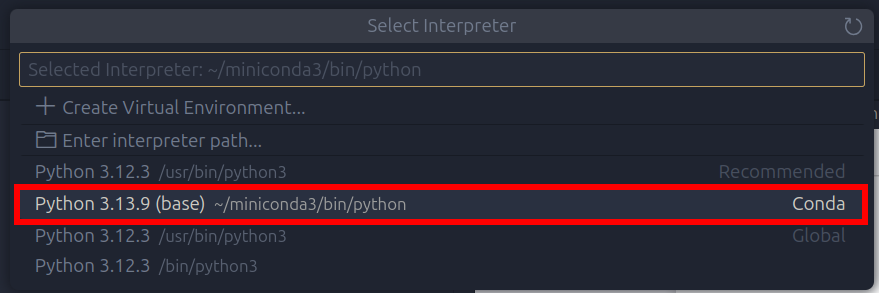 Select Interpreter
Selected Interpreter: ~/miniconda3/bin/python
Create Virtual Environment...
Enter interpreter path...
Python 3.12.3 /usr/bin/python3 Recommended
Python 3.13.9 (base) ~/miniconda3/bin/python Conda
Python 3.12.3 /usr/bin/python3 Global
Python 3.12.3 /bin/python3